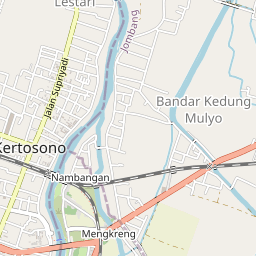 Lestari
Jombang
Jalan Supriyadi
Bandar Kedung
Mulyo
Kertosono
Nambangan
Mengkreng